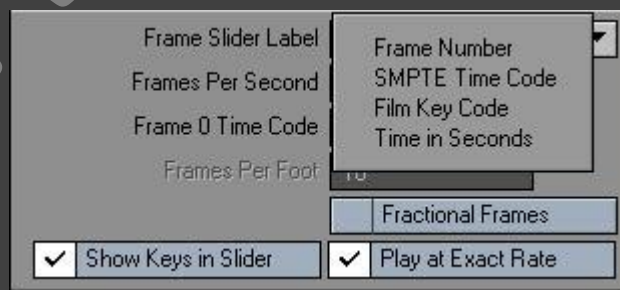 Frame Slider Label
Frame Number
SMPTE Time Code
Frames Per Second
Film Key Code
Frame 0 Time Code
Time in Seconds
Frames Per Foot
Fractional Frames
Show Keys in Slider
Play at Exact Rate